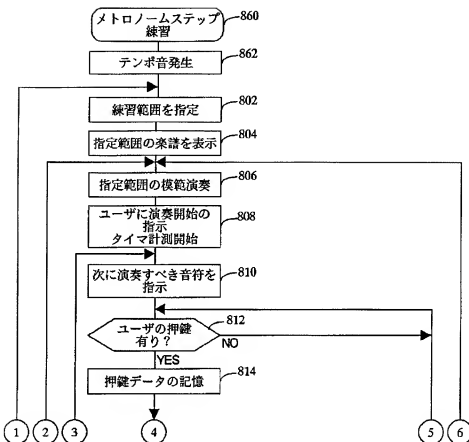 メトロノームステップ
練習
860
テンポ音発生
862
練習範囲を指定
802
指定範囲の楽譜を表示
804
指定範囲の模範演奏
806
ユーザに演奏開始の
指示
タイマ計測開始
808
次に演奏すべき音符を
指示
810
ユーザの押鍵
有り?
812
NO
YES
押鍵データの記憶
814
1
2
3
4
5
6